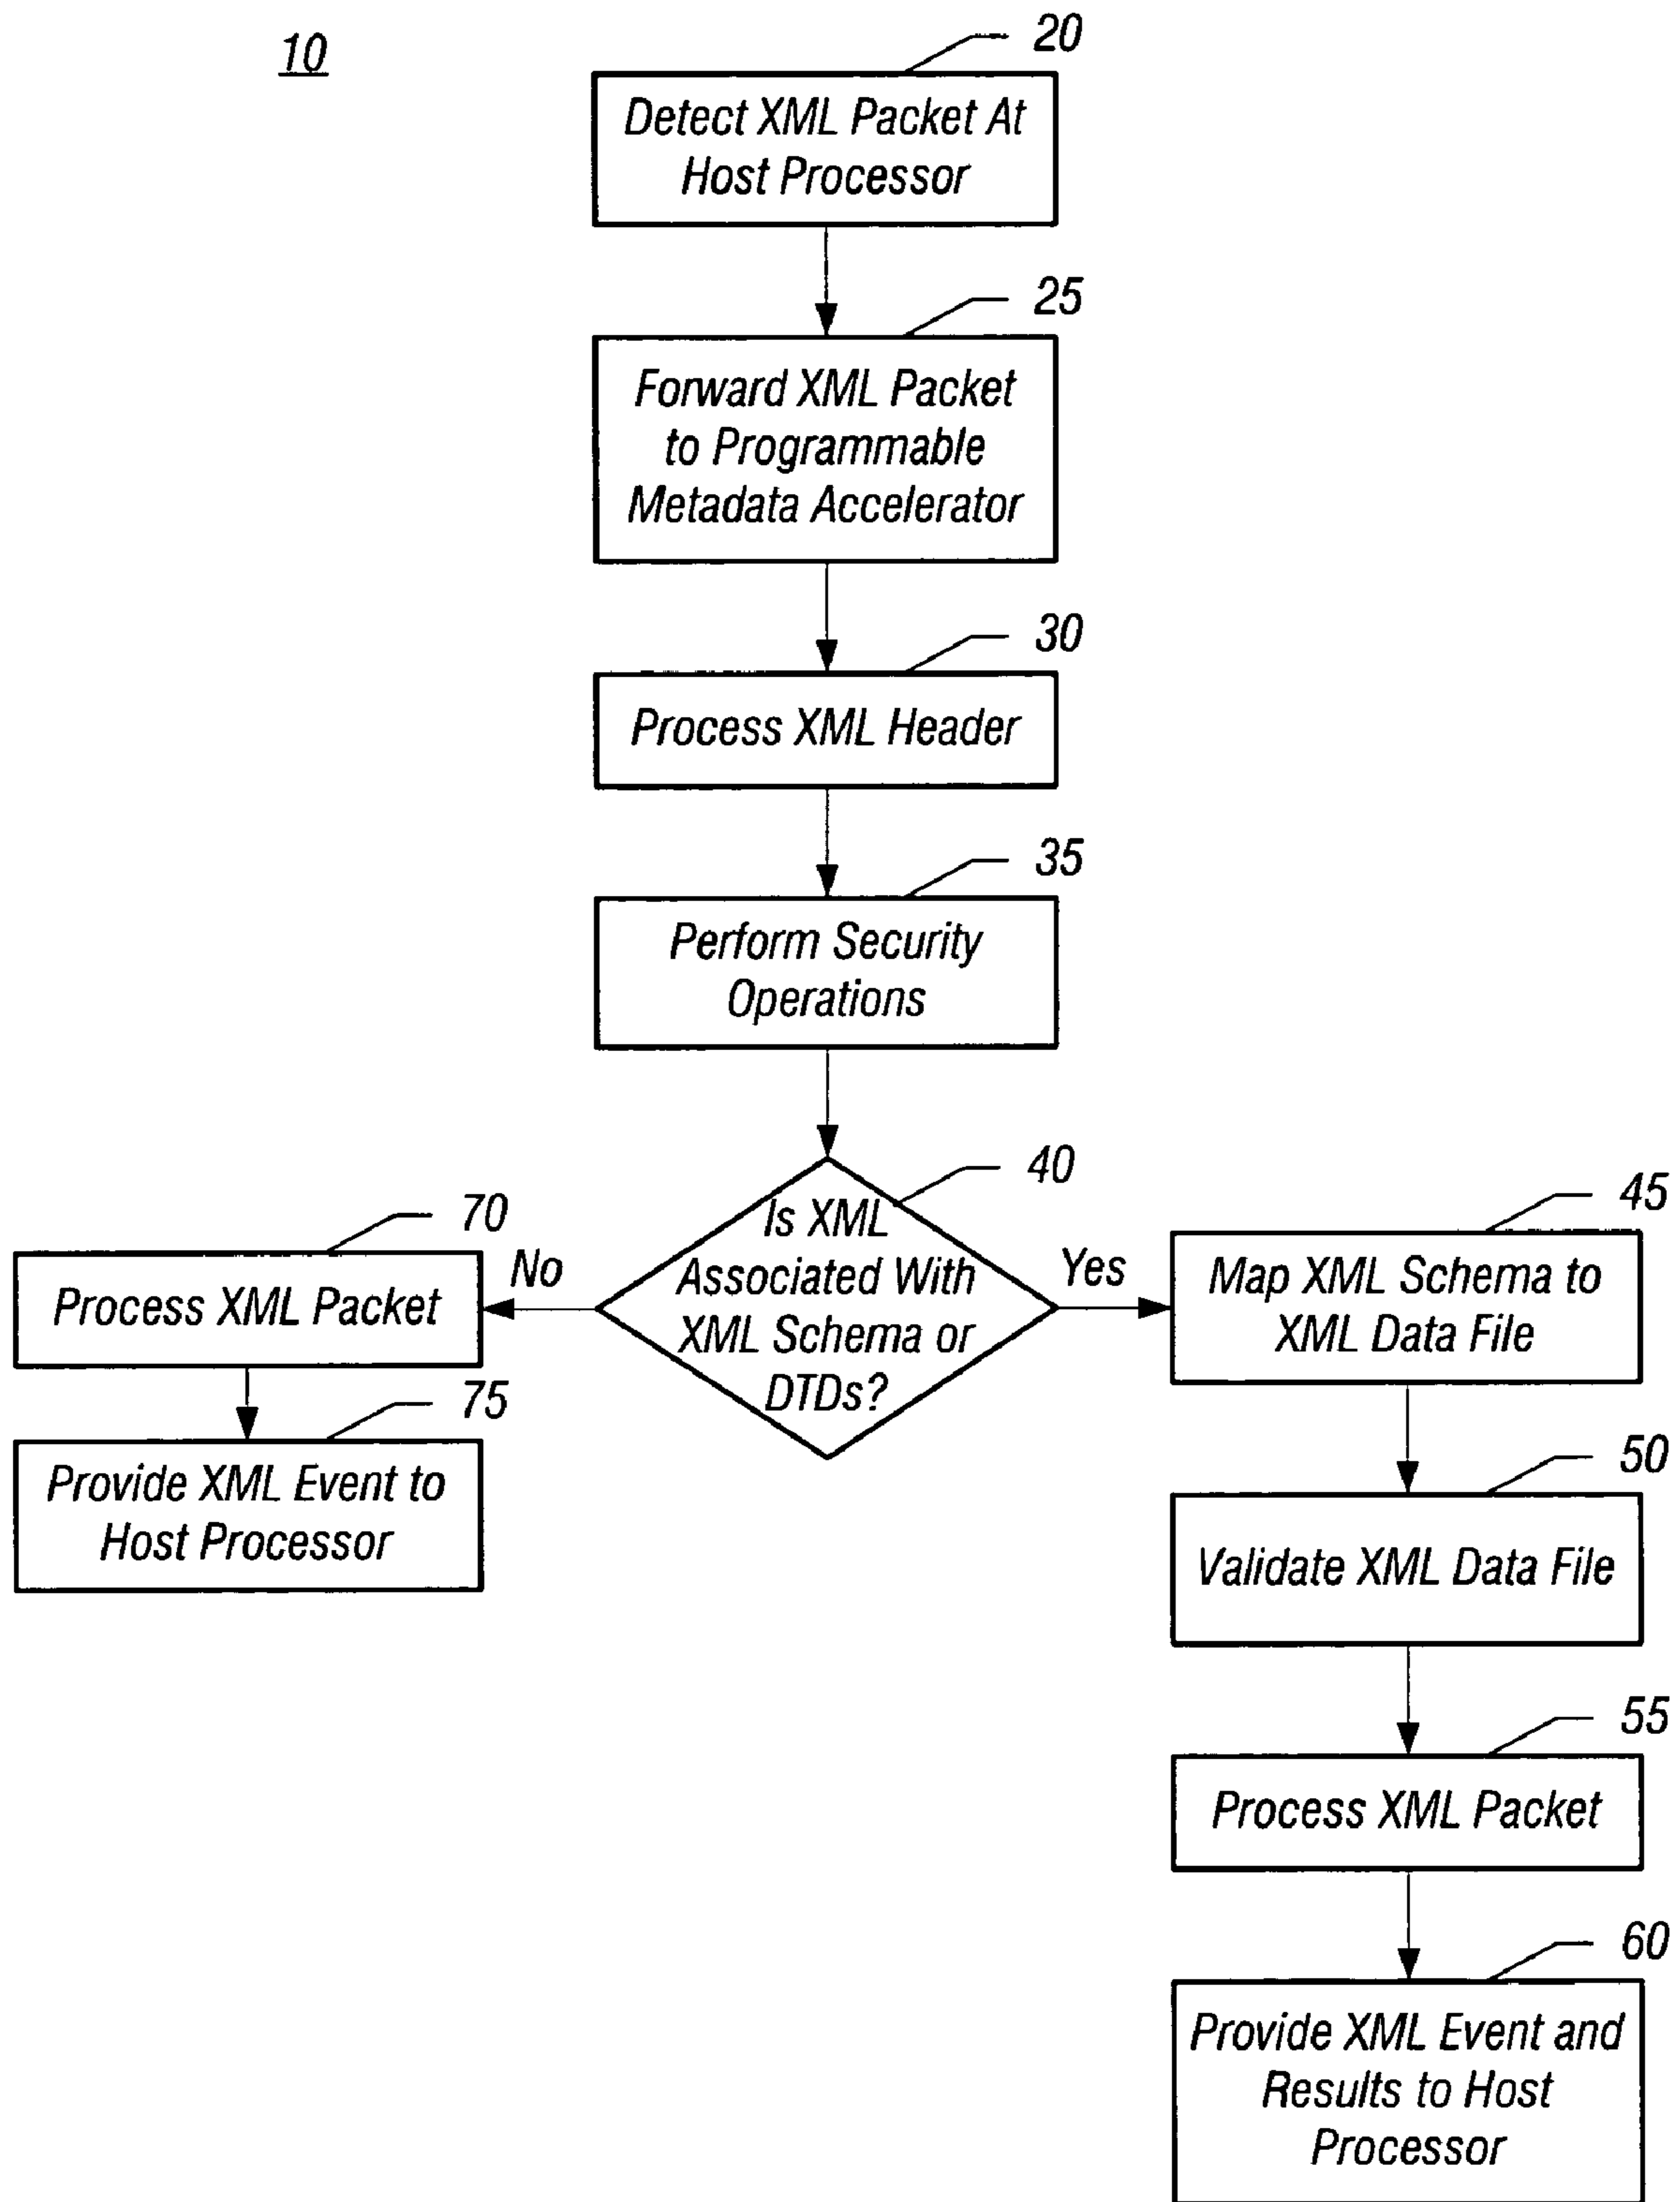 10
20
Detect XML Packet At
Host Processor
25
Forward XML Packet
to Programmable
Metadata Accelerator
30
Process XML Header
35
Perform Security
Operations
40
Is XML
Associated With
XML Schema or
DTDs?
No
Yes
70
Process XML Packet
75
Provide XML Event to
Host Processor
45
Map XML Schema to
XML Data File
50
Validate XML Data File
55
Process XML Packet
60
Provide XML Event and
Results to Host
Processor